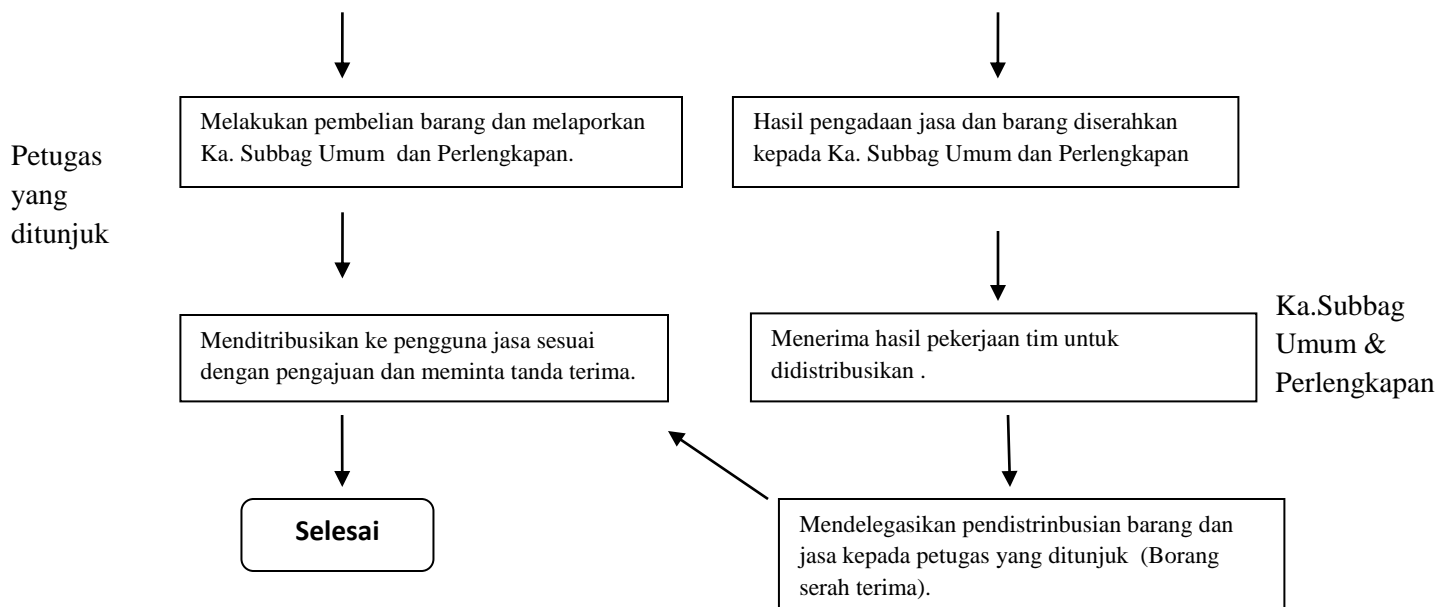 Melakukan pembelian barang dan melaporkan
Ka. Subbag Umum  dan Perlengkapan.
Hasil pengadaan jasa dan barang diserahkan
kepada Ka. Subbag Umum dan Perlengkapan
Petugas
yang
ditunjuk
Menditribusikan ke pengguna jasa sesuai
dengan pengajuan dan meminta tanda terima.
Menerima hasil pekerjaan tim untuk
didistribusikan .
Ka.Subbag
Umum &
Perlengkapan
Selesai
Mendelegasikan pendistrinbusian barang dan
jasa kepada petugas yang ditunjuk  (Borang
serah terima).